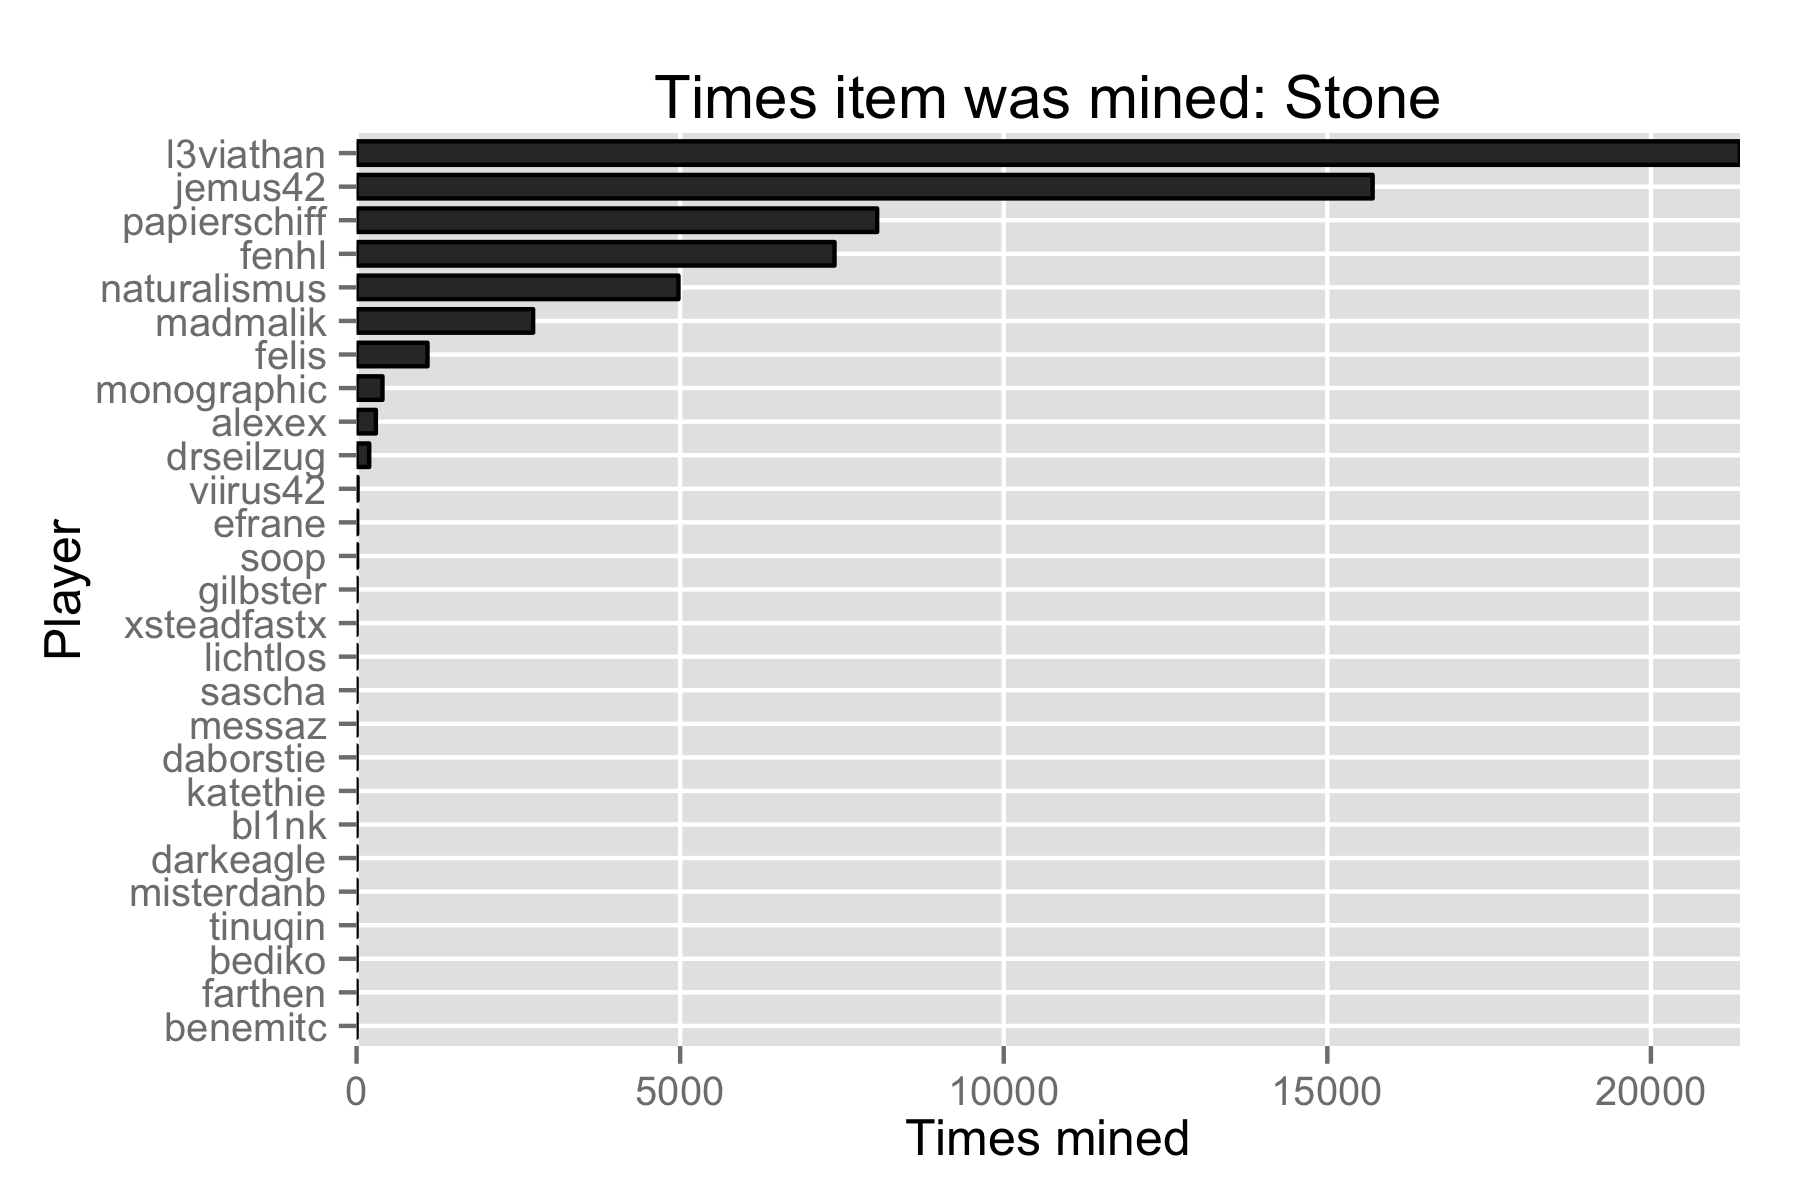 Times item was mined: Stone
l3viathan
jemus42
papierschiff
fenhl
naturalismus
madmalik
felis
monographic
alexex
drseilzug
viirus42
efrane
soop
gilbster
xsteadfastx
lichtlos
sascha
messaz
daborstie
katethie
bl1nk
darkeagle
misterdanb
tinuqin
bediko
farthen
benemitc
Player
0 5000 10000 15000 20000
Times mined